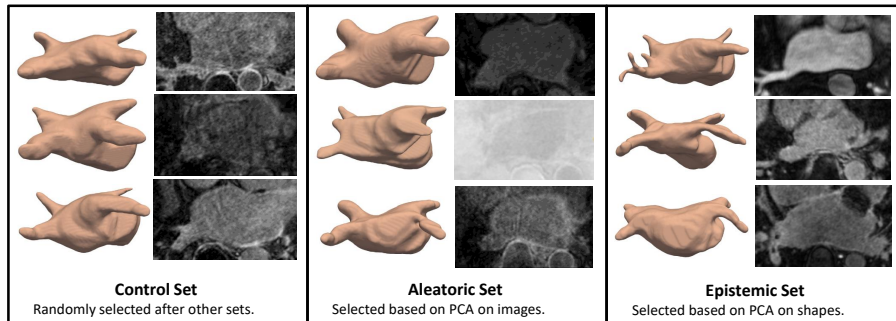 Control Set
Randomly selected after other sets.
Aleatoric Set
Selected based on PCA on images.
Epistemic Set
Selected based on PCA on shapes.